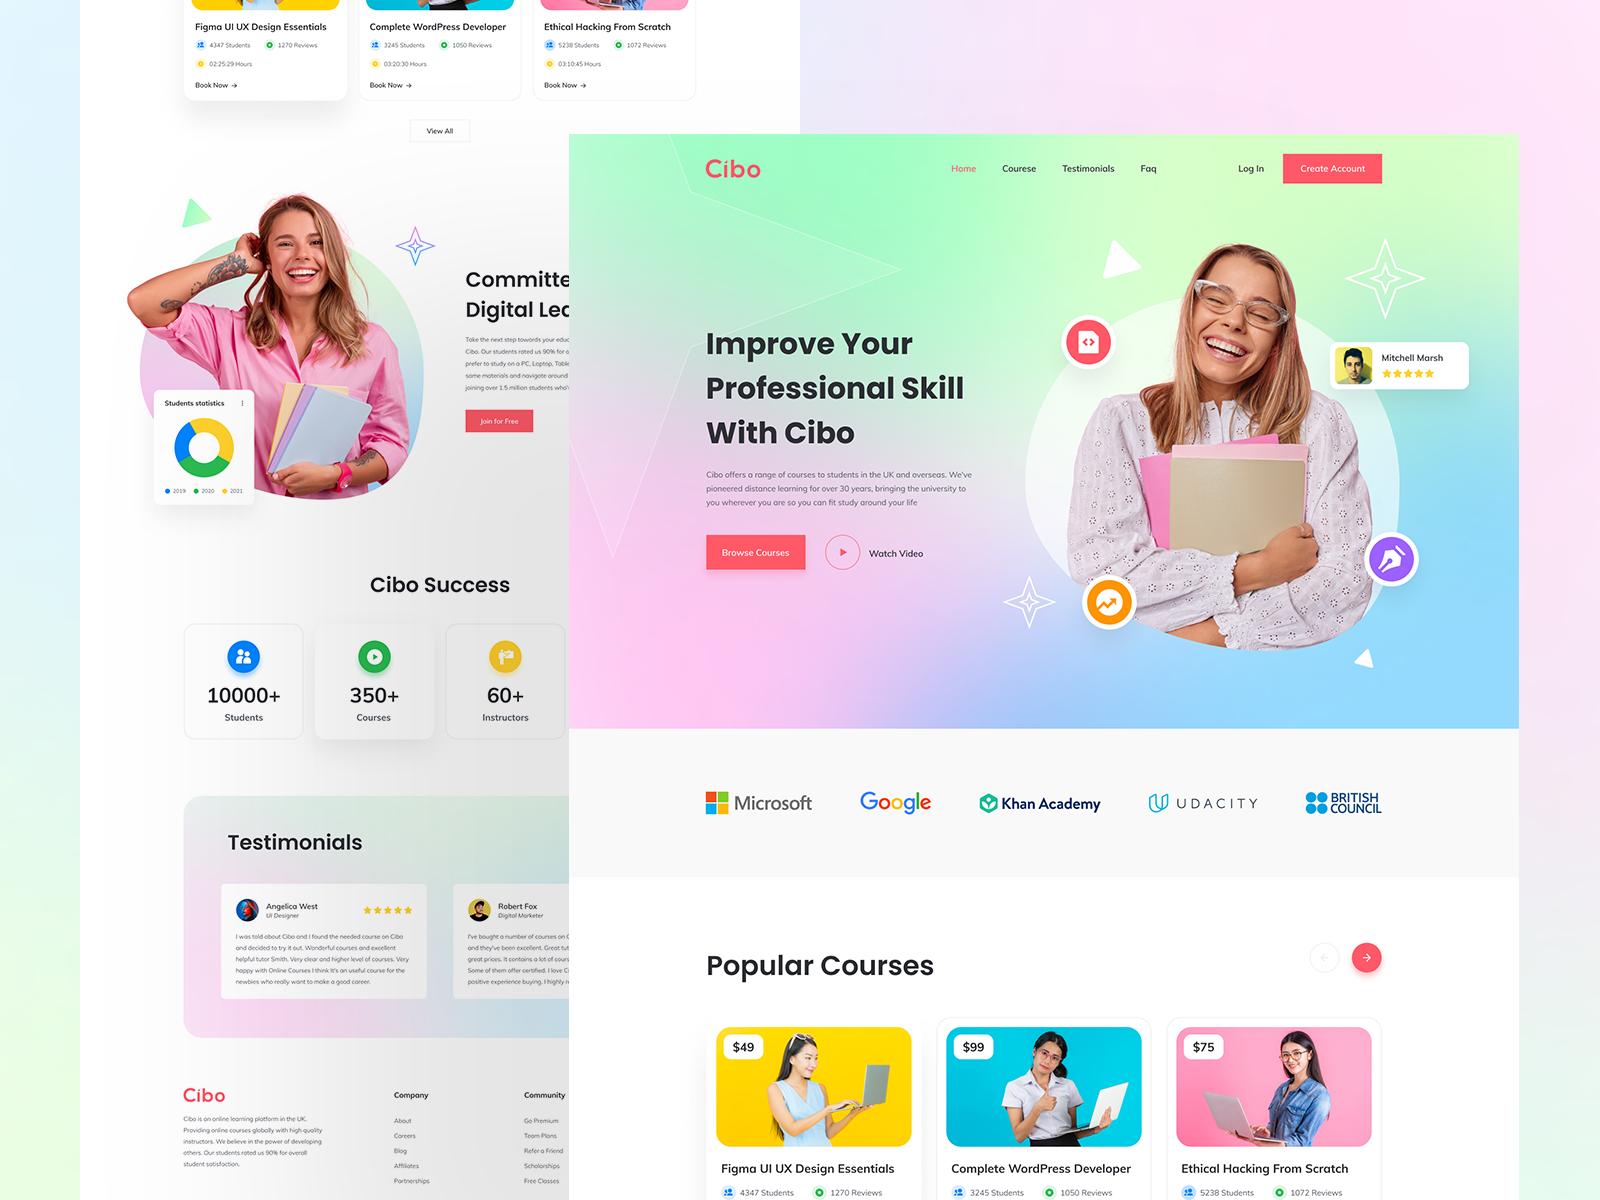 Figma UI UX Design Essentials
4347 Students
1270 Reviews
02:25:29 Hours
Book Now →
Complete WordPress Developer
3245 Students
1050 Reviews
03:20:30 Hours
Book Now →
Ethical Hacking From Scratch
5238 Students
1072 Reviews
03:10:45 Hours
Book Now →
View All
Committe
Digital Lea
Take the next step towards your educ
Cibo. Our students rated us 90% for o
prefer to study on a PC, Laptop, Table
same materials and navigate around
joining over 1.5 million students who'
Join for Free
Students statistics
2019
2020
2021
Cibo Success
10000+
Students
350+
Courses
60+
Instructors
Testimonials
Angelica West
UI Designer
I was told about Cibo and I found the needed course on Cibo
and decided to try it out. Wonderful courses and excellent
helpful tutor Smith. Very clear and higher level of courses. Very
happy with Online Courses I think It's an useful course for the
newbies who really want to make a good career.
Robert Fox
Digital Marketer
I've bought a number of courses on C
and they've been excellent. Great tut
great prices. It contains a lot of cours
Some of them offer certified. I love Ci
positive experience buying. I highly r
Cibo
Cibo is an online learning platform in the UK.
Providing online courses globally with high quality
instructors. We believe in the power of developing
others. Our students rated us 90% for overall
student satisfaction.
Company
About
Careers
Blog
Affiliates
Partnerships
Community
Go Premium
Team Plans
Refer a Friend
Scholorships
Free Classes
Cibo
Home
Courese
Testimonials
Faq
Log In
Create Account
Improve Your
Professional Skill
With Cibo
Cibo offers a range of courses to students in the UK and overseas. We've
pioneered distance learning for over 30 years, bringing the university to
you wherever you are so you can fit study around your life
Browse Courses
Watch Video
Mitchell Marsh
Microsoft
Google
Khan Academy
UDACITY
BRITISH
COUNCIL
Popular Courses
$49
Figma UI UX Design Essentials
4347 Students
1270 Reviews
$99
Complete WordPress Developer
3245 Students
1050 Reviews
$75
Ethical Hacking From Scratch
5238 Students
1072 Reviews